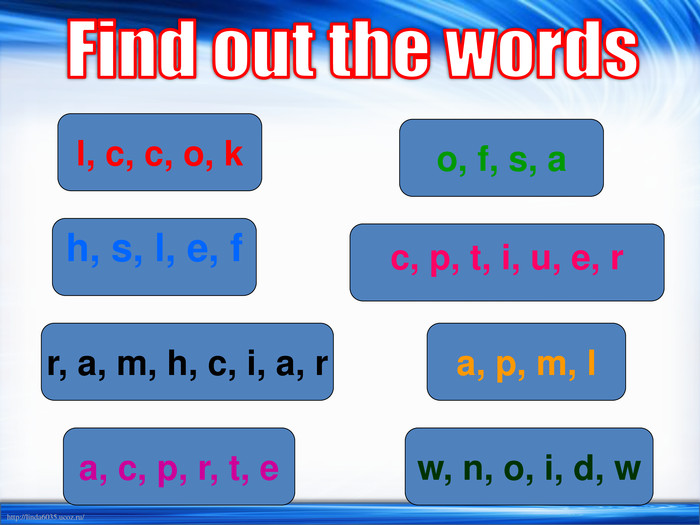 Find out the words
l, c, c, o, k
o, f, s, a
h, s, l, e, f
c, p, t, i, u, e, r
r, a, m, h, c, i, a, r
a, p, m, l
a, c, p, r, t, e
w, n, o, i, d, w
http://linda6035.ucoz.ru/